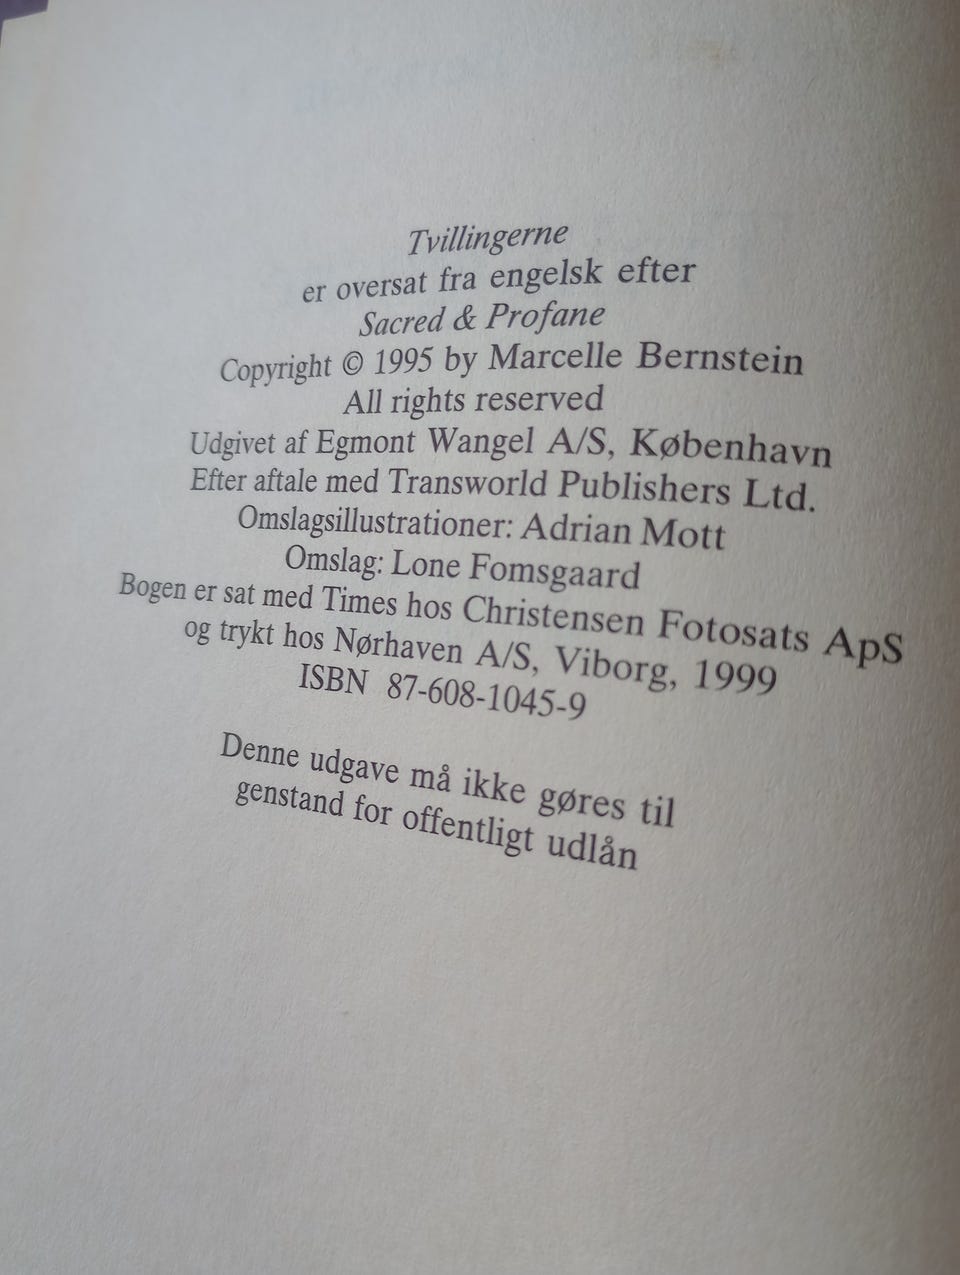 Tvillingerne
er oversat fra engelsk efter
Sacred & Profane
Copyright © 1995 by Marcelle Bernstein
All rights reserved
Udgivet af Egmont Wangel A/S, København
Efter aftale med Transworld Publishers Ltd.
Omslagsillustrationer: Adrian Mott
Omslag: Lone Fomsgaard
Bogen er sat med Times hos Christensen Fotosats ApS
og trykt hos Nørhaven A/S, Viborg, 1999
ISBN 87-608-1045-9
Denne udgave må ikke gøres til
genstand for offentligt udlån